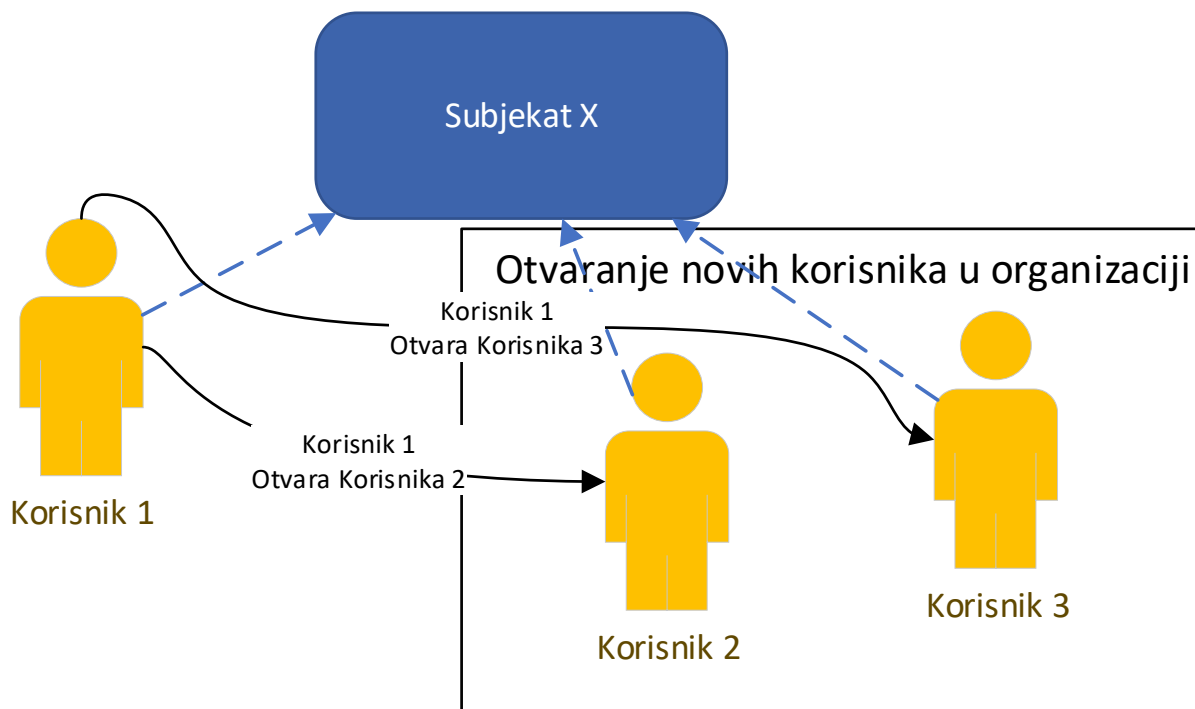 Subjekat X
Otvaranje novih korisnika u organizaciji
Korisnik 1
Otvara Korisnika 3
Korisnik 1
Otvara Korisnika 2
Korisnik 1
Korisnik 3
Korisnik 2